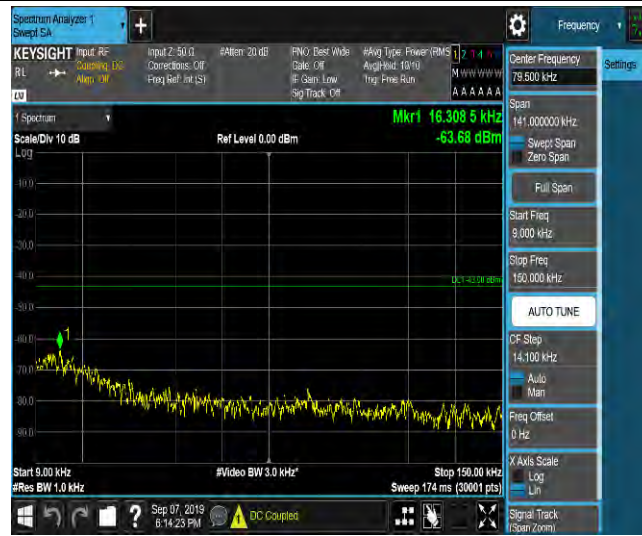 Spectrum Analyzer 1
Swept SA
Frequency
KEYSIGHT
RL
LXI
Input: RF
Coupling: DC
Align: Off
Input Z: 50 Ω
Corrections: Off
Freq Ref: Int (S)
#Atten: 20 dB
PNO: Best Wide
Gate: Off
IF Gain: Low
Sig Track: Off
#Avg Type: Power (RMS
Avg|Hold: 10/10
Trig: Free Run
M W W W W W
A A A A A A
1 Spectrum
Scale/Div 10 dB
Ref Level 0.00 dBm
Mkr1 16.308 5 kHz
-63.68 dBm
Log
-10.0
-20.0
-30.0
-40.0
-50.0
-60.0
-70.0
-80.0
-90.0
DL1 -43.00 dBm
1
Start 9.00 kHz
#Video BW 3.0 kHz*
Stop 150.00 kHz
#Res BW 1.0 kHz
Sweep 174 ms (30001 pts)
Sep 07, 2019
6:14:23 PM
DC Coupled
Center Frequency
79.500 kHz
Settings
Span
141.000000 kHz
Swept Span
Zero Span
Full Span
Start Freq
9.000 kHz
Stop Freq
150.000 kHz
AUTO TUNE
CF Step
14.100 kHz
Auto
Man
Freq Offset
0 Hz
X Axis Scale
Log
Lin
Signal Track
(Span Zoom)